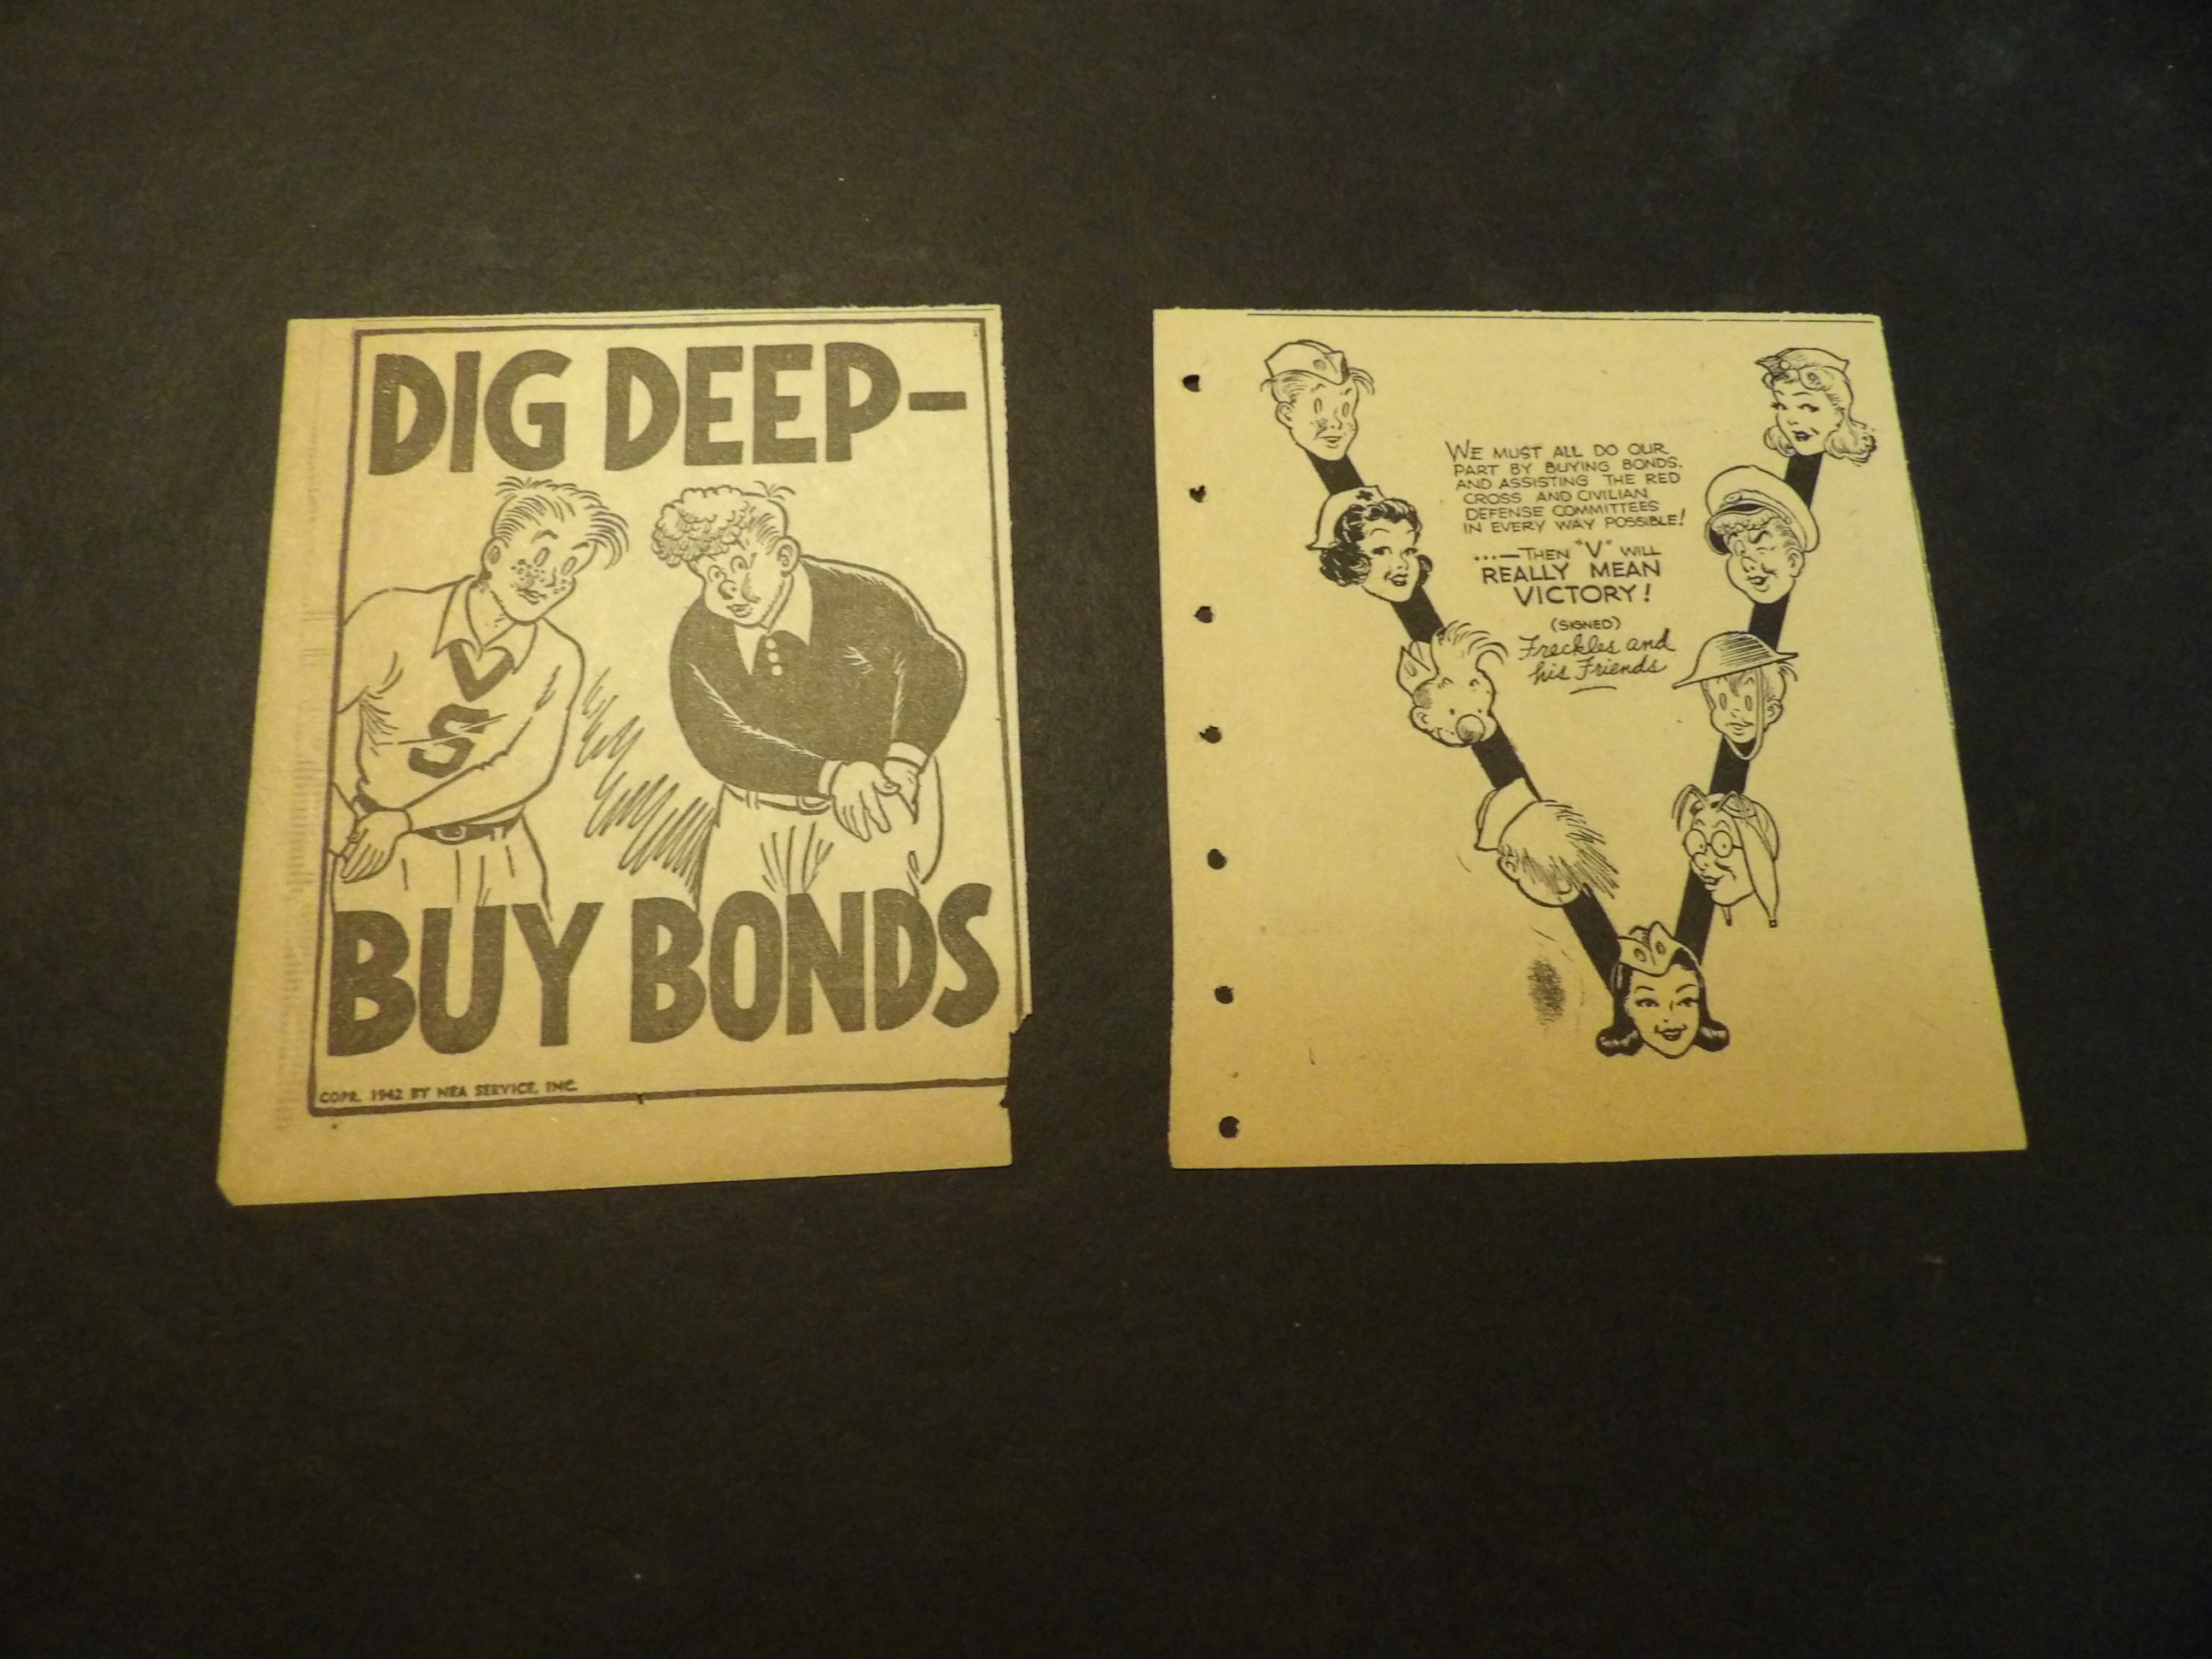 DIG DEEP—
V
S
BUY BONDS
COPR. 1942 BY NEA SERVICE, INC.
WE MUST ALL DO OUR
PART BY BUYING BONDS,
AND ASSISTING THE RED
CROSS AND CIVILIAN
DEFENSE COMMITTEES
IN EVERY WAY POSSIBLE!
...—THEN "V" WILL
REALLY MEAN
VICTORY!
(SIGNED)
Freckles and
his Friends